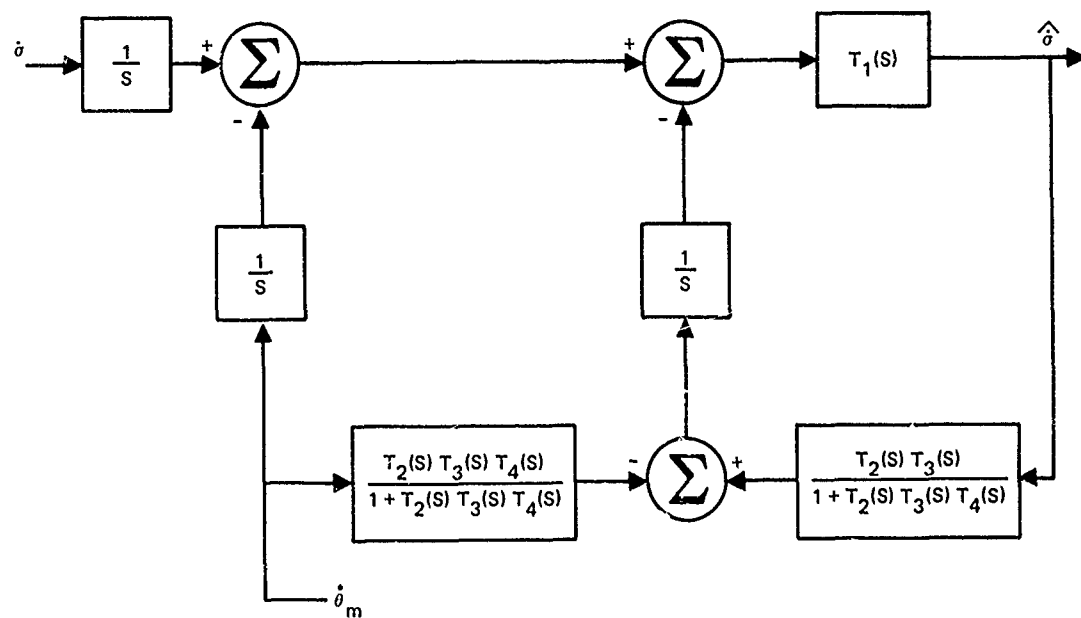 σ̇
1
S
+
Σ
-
+
Σ
-
T₁(S)
σ̇̂
1
S
1
S
T₂(S) T₃(S) T₄(S)
1 + T₂(S) T₃(S) T₄(S)
-
Σ
+
T₂(S) T₃(S)
1 + T₂(S) T₃(S) T₄(S)
θ̇ₘ